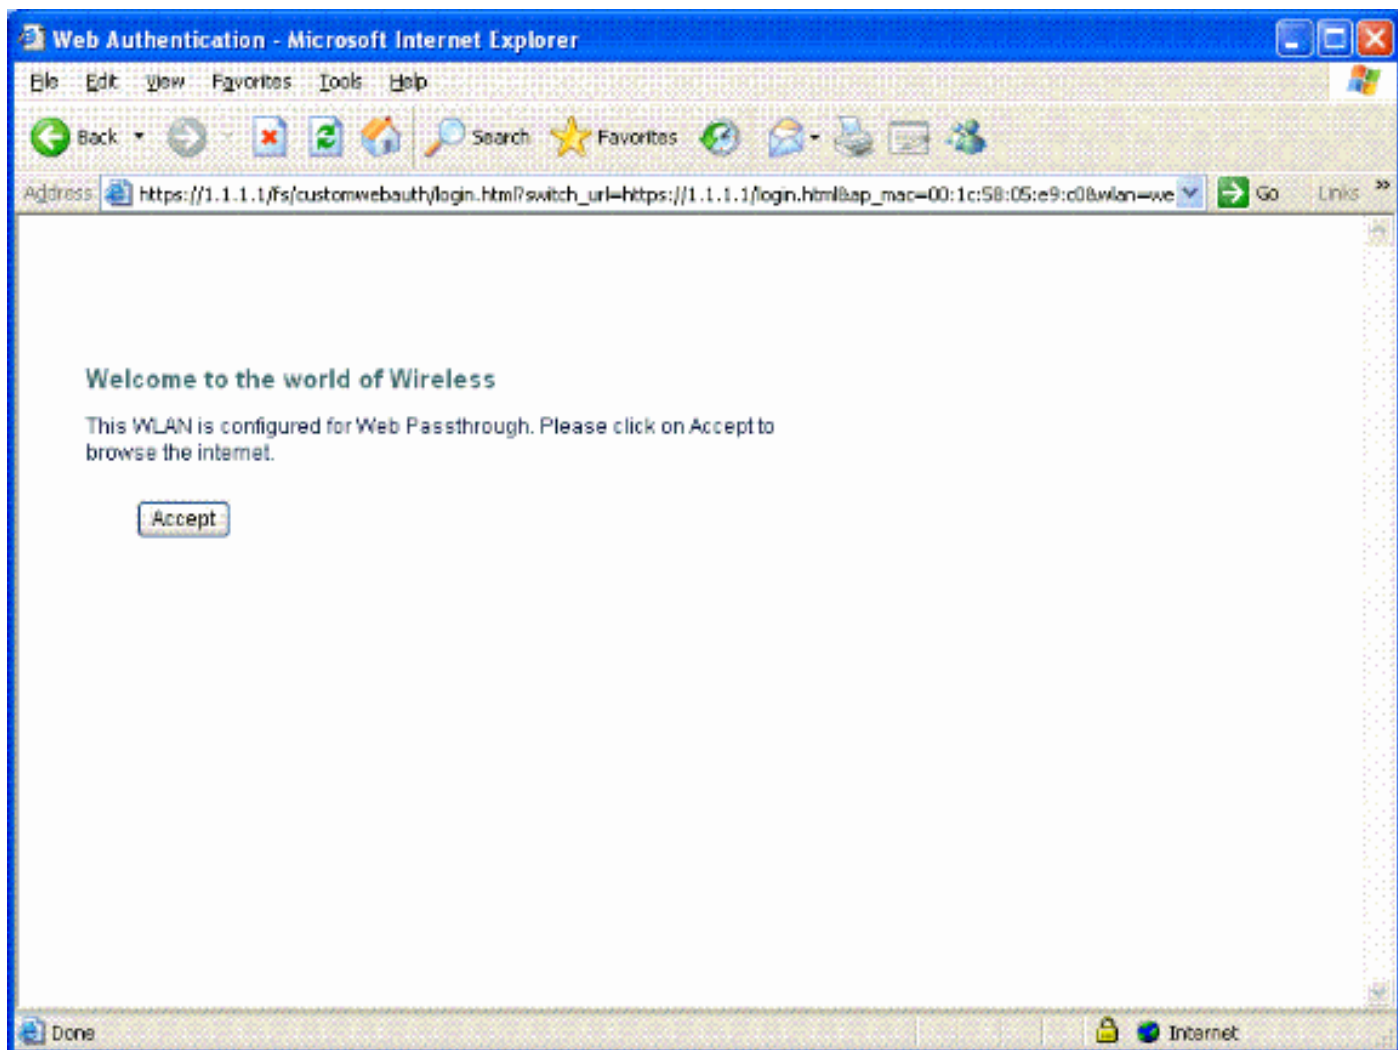 Web Authentication - Microsoft Internet Explorer
File Edit View Favorites Tools Help
Back Search Favorites
Address https://1.1.1.1/fs/customwebauth/login.html?switch_url=https://1.1.1.1/login.html&ap_mac=00:1c:58:05:e9:c0&wlan=we Go Links »
Welcome to the world of Wireless
This WLAN is configured for Web Passthrough. Please click on Accept to
browse the internet.
Accept
Done Internet